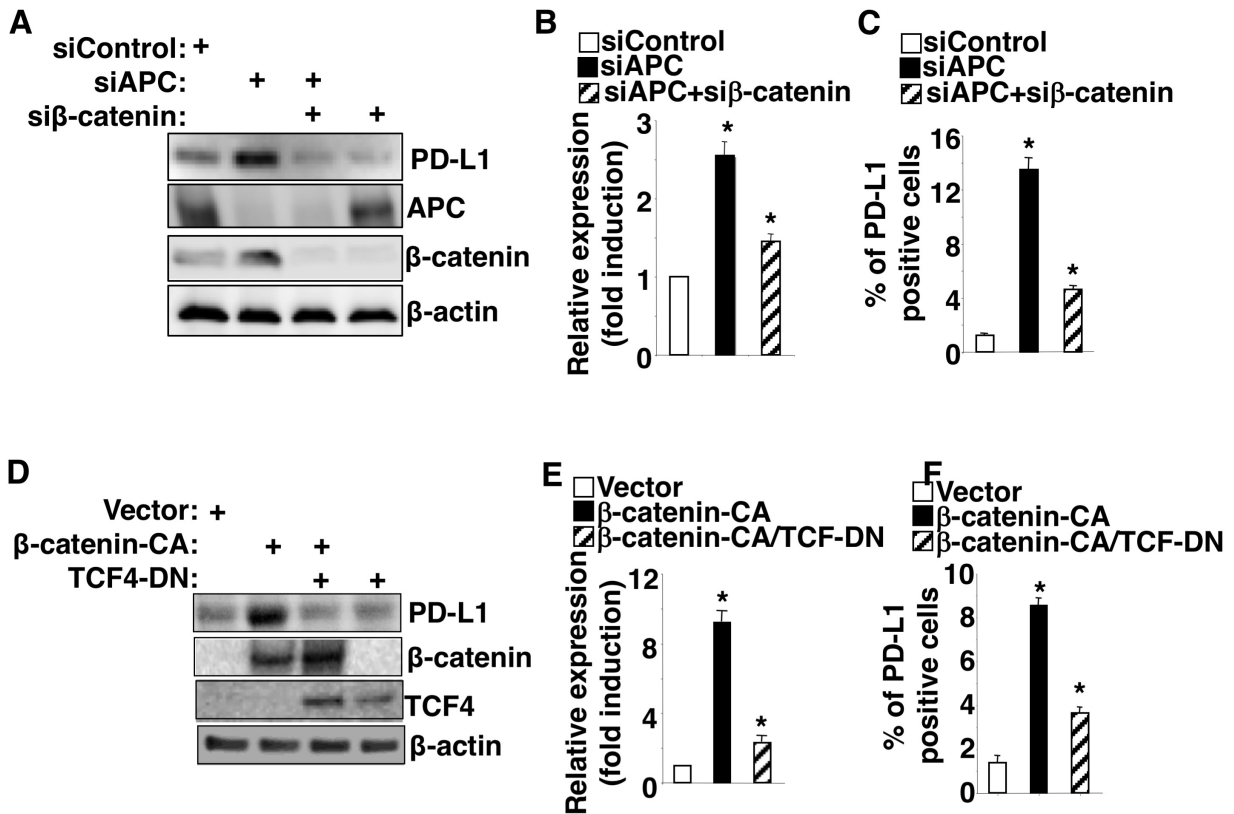 A
siControl: +
siAPC: + +
siβ-catenin: + +
PD-L1
APC
β-catenin
β-actin
B
siControl
siAPC
siAPC+siβ-catenin
Relative expression
(fold induction)
3
2
1
0
*
*
C
siControl
siAPC
siAPC+siβ-catenin
% of PD-L1
positive cells
16
12
8
4
0
*
*
D
Vector: +
β-catenin-CA: + +
TCF4-DN: + +
PD-L1
β-catenin
TCF4
β-actin
E
Vector
β-catenin-CA
β-catenin-CA/TCF-DN
Relative expression
(fold induction)
12
8
4
0
*
*
F
Vector
β-catenin-CA
β-catenin-CA/TCF-DN
% of PD-L1
positive cells
10
8
6
4
2
0
*
*